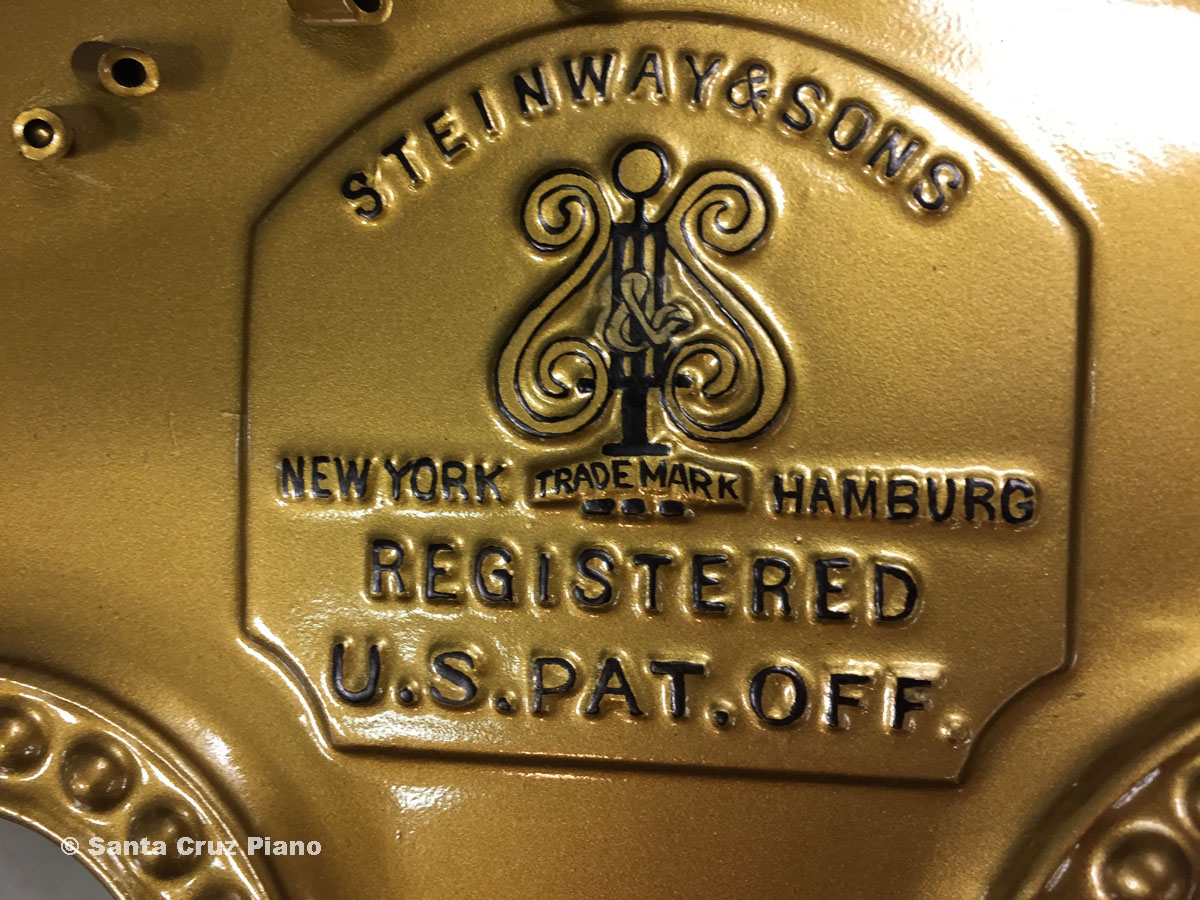 STEINWAY & SONS
&
NEW YORK TRADE MARK HAMBURG
REGISTERED
U.S. PAT. OFF.
© Santa Cruz Piano